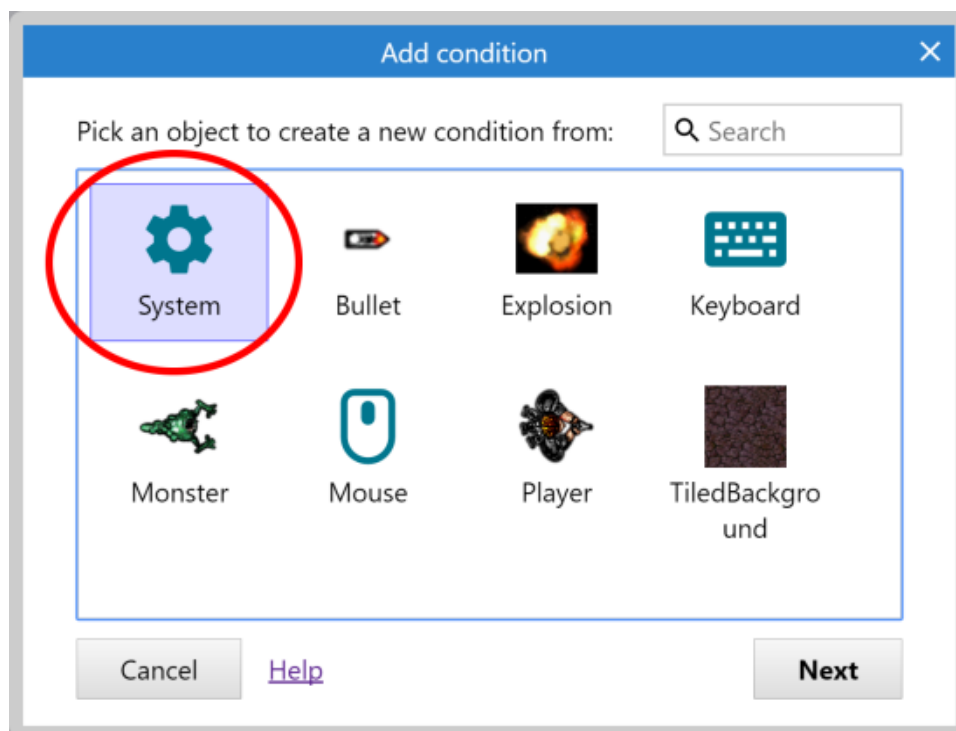 Add condition
Pick an object to create a new condition from:
Search
System
Bullet
Explosion
Keyboard
Monster
Mouse
Player
TiledBackgro
und
Cancel
Help
Next